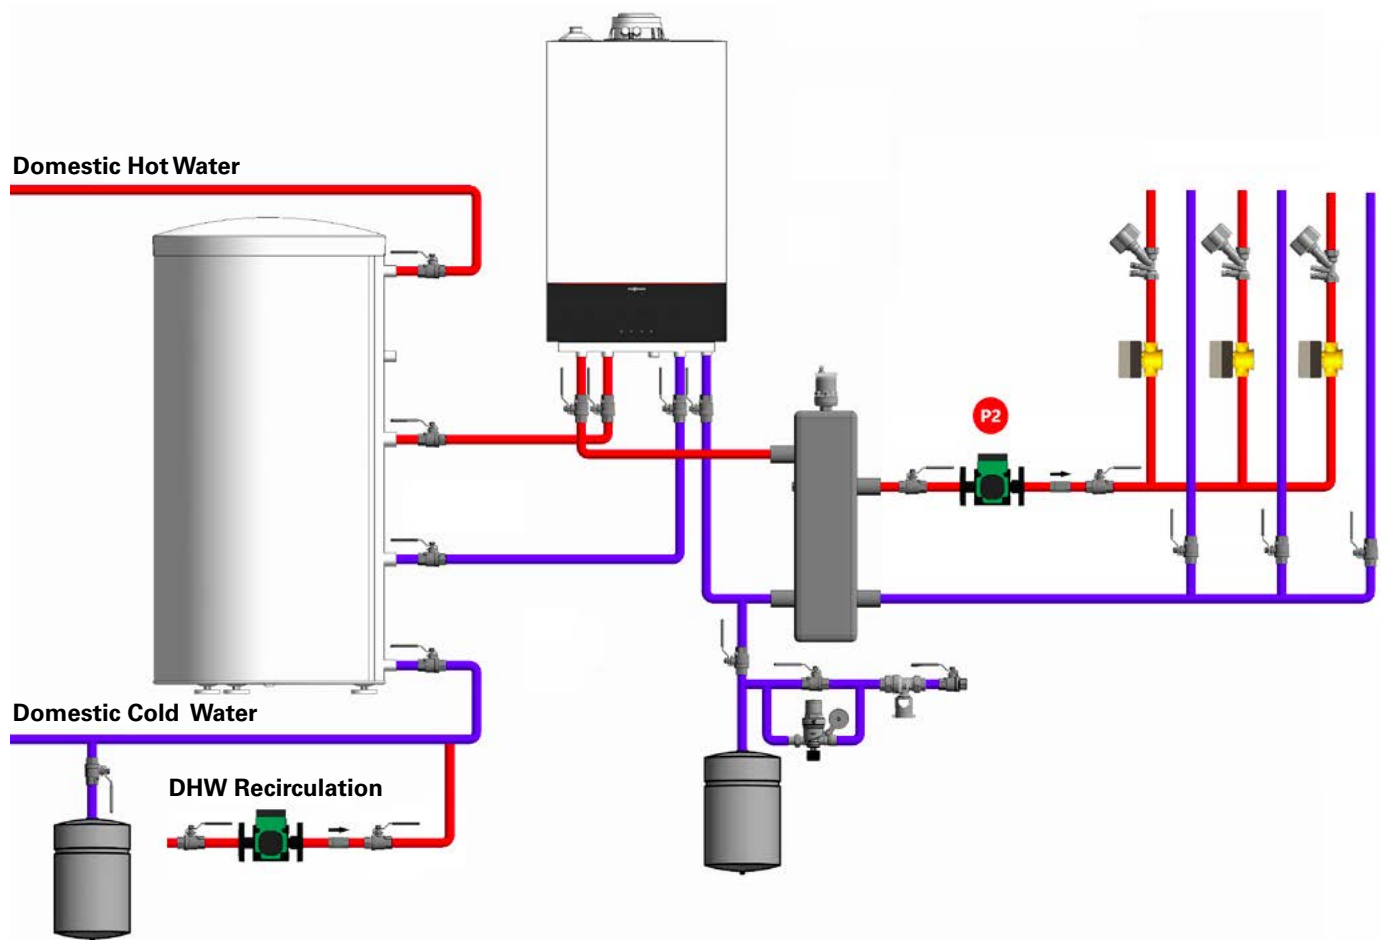 Domestic Hot Water
P2
Domestic Cold Water
DHW Recirculation